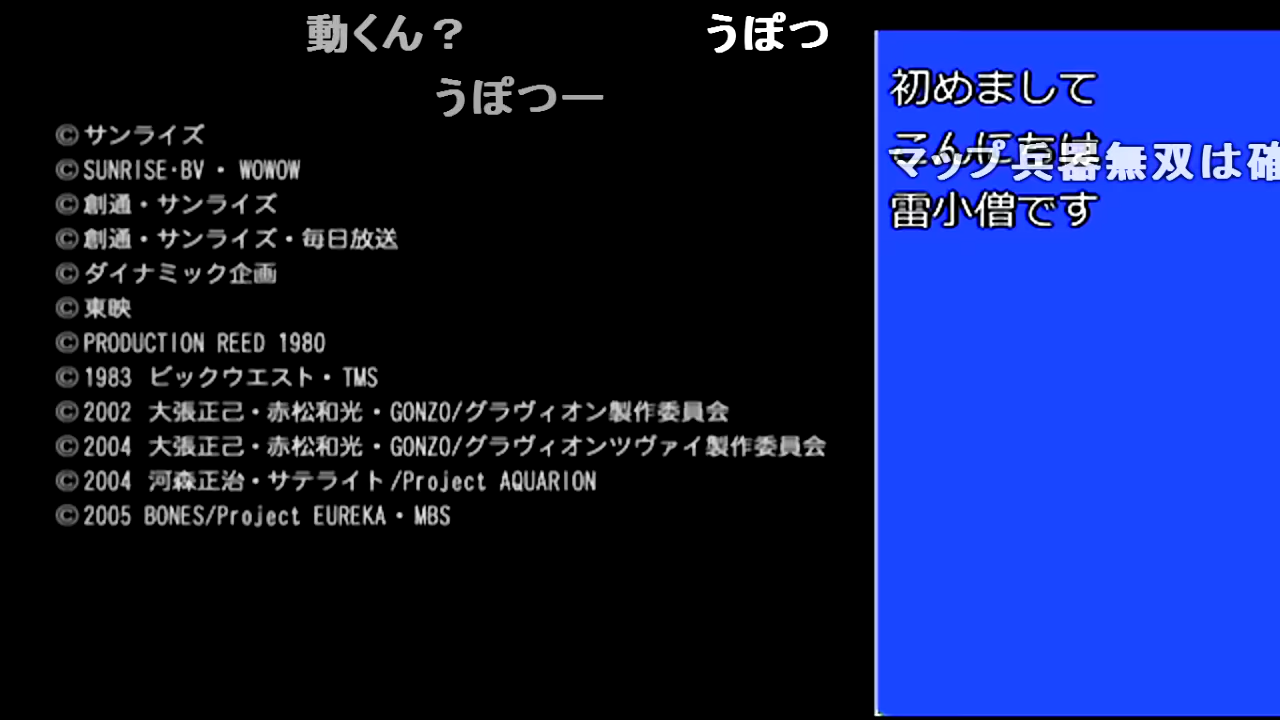 動くん？
うぽつ
うぽつー
©サンライズ
©SUNRISE・BV・WOWOW
©創通・サンライズ
©創通・サンライズ・毎日放送
©ダイナミック企画
©東映
©PRODUCTION REED 1980
©1983 ビックウエスト・TMS
©2002 大張正己・赤松和光・GONZO/グラヴィオン製作委員会
©2004 大張正己・赤松和光・GONZO/グラヴィオンツヴァイ製作委員会
©2004 河森正治・サテライト/Project AQUARION
©2005 BONES/Project EUREKA・MBS
初めまして
こんにちは
マップ兵器無双は確
雷小僧です